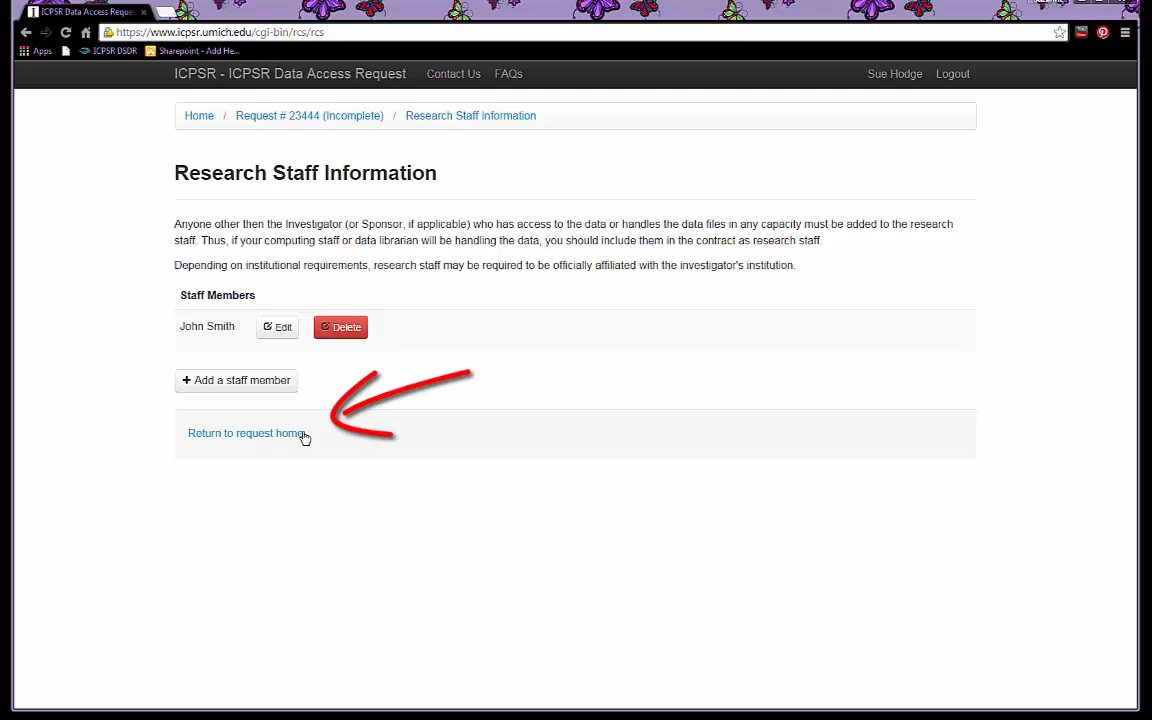 ICPSR Data Access Reque
https://www.icpsr.umich.edu/cgi-bin/rcs/rcs
Apps ICPSR DSDR Sharepoint - Add He...
ICPSR - ICPSR Data Access Request Contact Us FAQs Sue Hodge Logout
Home / Request # 23444 (Incomplete) / Research Staff Information
Research Staff Information
Anyone other then the Investigator (or Sponsor, if applicable) who has access to the data or handles the data files in any capacity must be added to the research
staff. Thus, if your computing staff or data librarian will be handling the data, you should include them in the contract as research staff.
Depending on institutional requirements, research staff may be required to be officially affiliated with the investigator's institution.
Staff Members
John Smith Edit Delete
+ Add a staff member
Return to request home